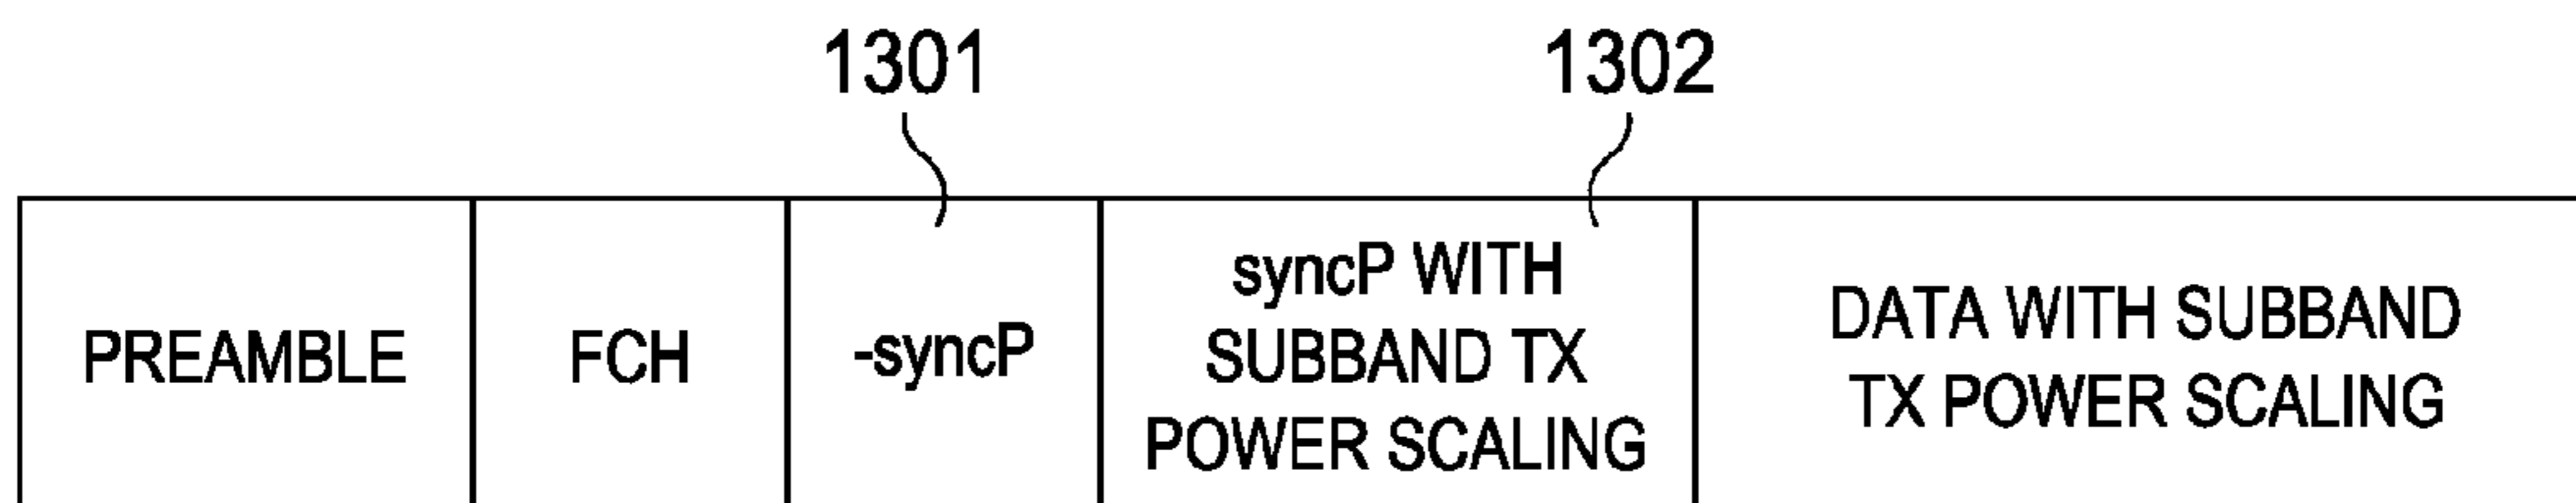 1301
1302
PREAMBLE
FCH
-syncP
syncP WITH
SUBBAND TX
POWER SCALING
DATA WITH SUBBAND
TX POWER SCALING